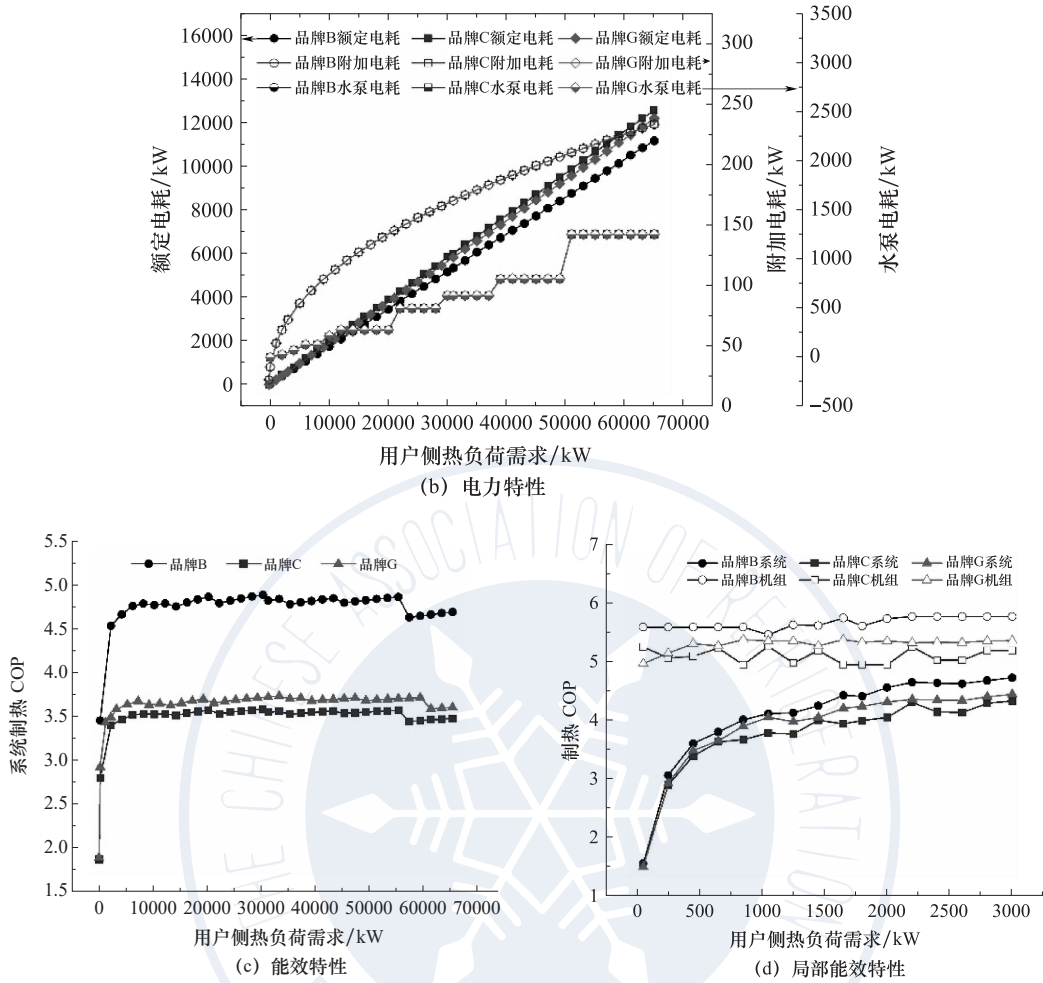 品牌B额定电耗 品牌C额定电耗 品牌G额定电耗
品牌B附加电耗 品牌C附加电耗 品牌G附加电耗
品牌B水泵电耗 品牌C水泵电耗 品牌G水泵电耗
额定电耗/kW
16000
14000
12000
10000
8000
6000
4000
2000
0
附加电耗/kW
300
250
200
150
100
50
0
水泵电耗/kW
3500
3000
2500
2000
1500
1000
500
0
-500
0 10000 20000 30000 40000 50000 60000 70000
用户侧热负荷需求/kW
(b) 电力特性
系统制热 COP
5.5
5.0
4.5
4.0
3.5
3.0
2.5
2.0
1.5
品牌B 品牌C 品牌G
0 10000 20000 30000 40000 50000 60000 70000
用户侧热负荷需求/kW
(c) 能效特性
制热 COP
7
6
5
4
3
2
1
品牌B系统 品牌C系统 品牌G系统
品牌B机组 品牌C机组 品牌G机组
0 500 1000 1500 2000 2500 3000
用户侧热负荷需求/kW
(d) 局部能效特性
THE CHINESE ASSOCIATION OF REFRIGERATION